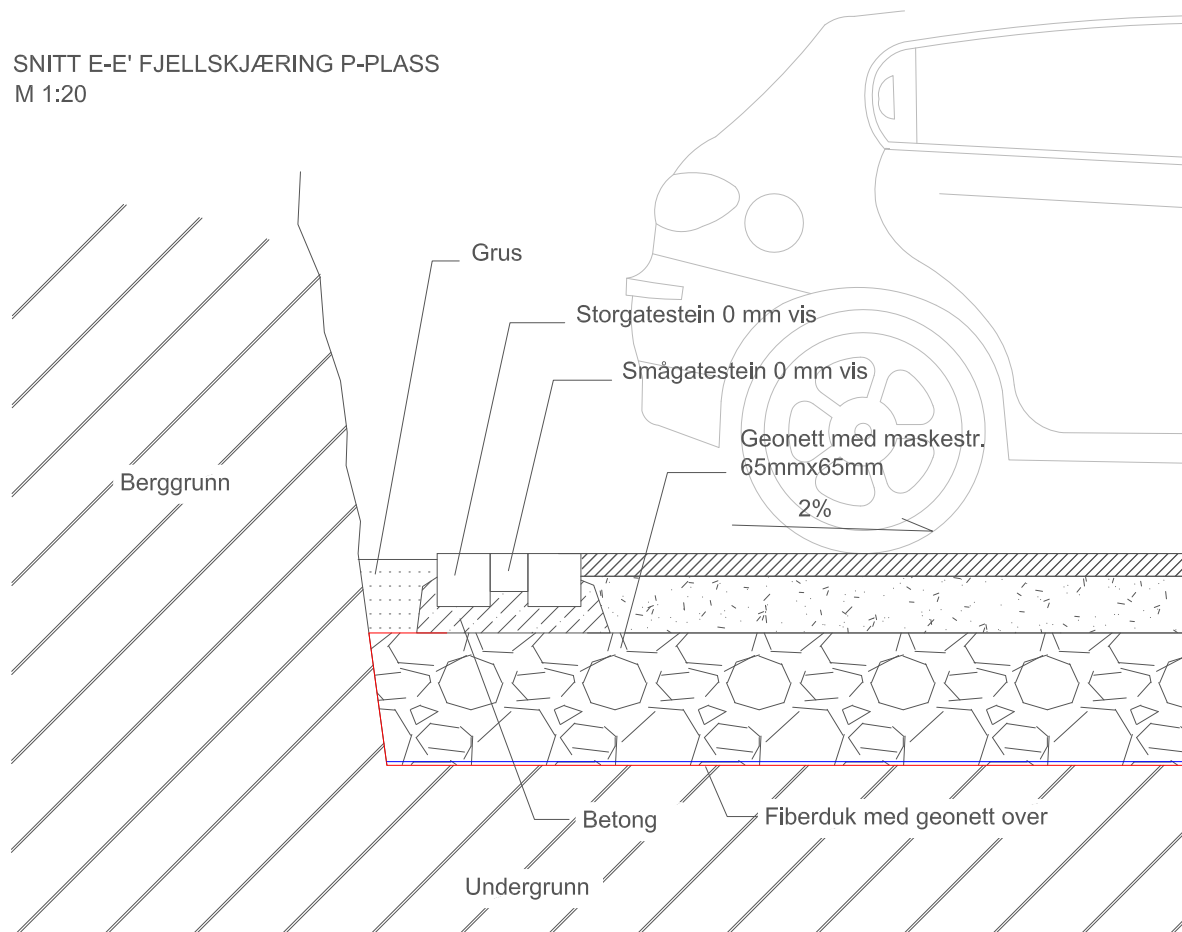 SNITT E-E' FJELLSKJÆRING P-PLASS
M 1:20
Grus
Storgatestein 0 mm vis
Smågatestein 0 mm vis
Geonett med maskestr.
65mmx65mm
2%
Berggrunn
Betong
Fiberduk med geonett over
Undergrunn